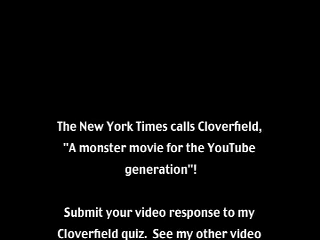 The New York Times calls Cloverfield,
"A monster movie for the YouTube
generation"!
Submit your video response to my
Cloverfield quiz.  See my other video